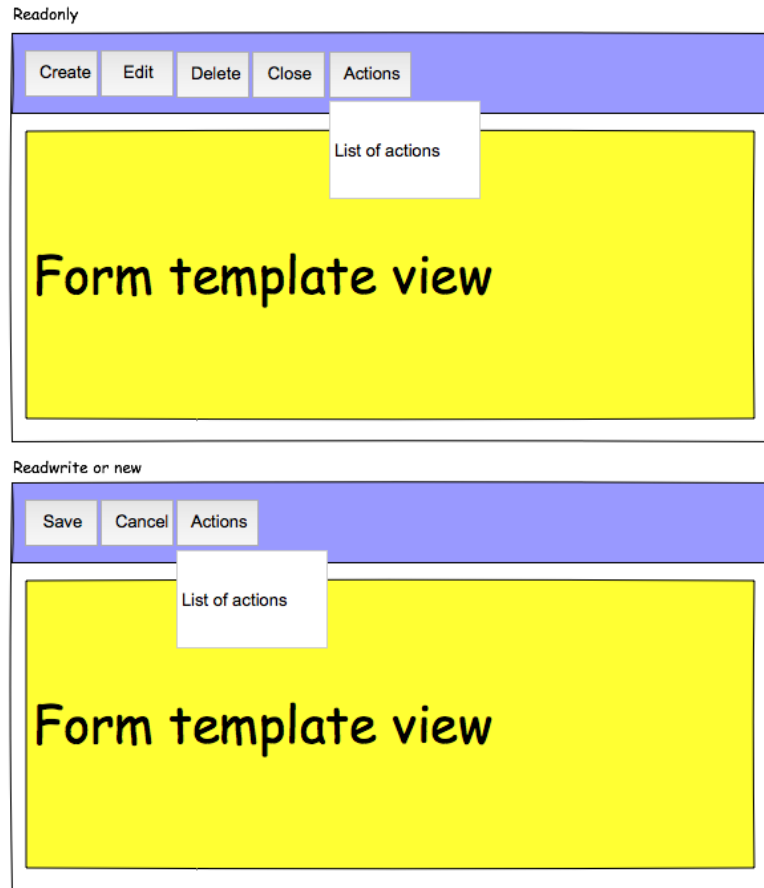 Readonly
Create Edit Delete Close Actions
List of actions
Form template view
Readwrite or new
Save Cancel Actions
List of actions
Form template view